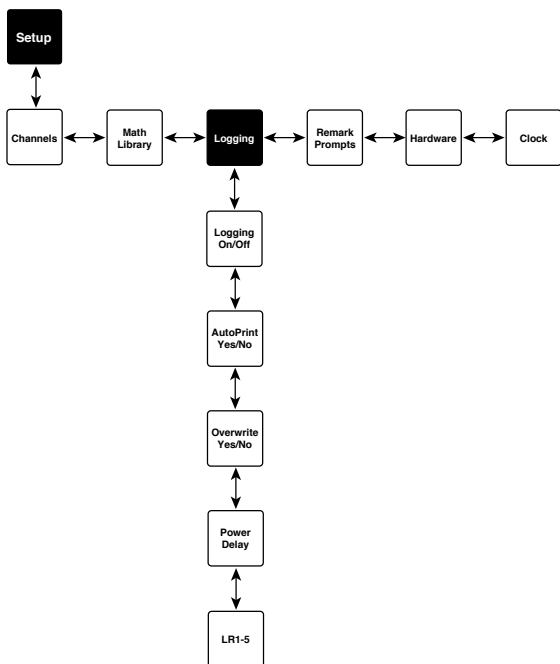 Setup
Channels
Math
Library
Logging
Remark
Prompts
Hardware
Clock
Logging
On/Off
AutoPrint
Yes/No
Overwrite
Yes/No
Power
Delay
LR1-5